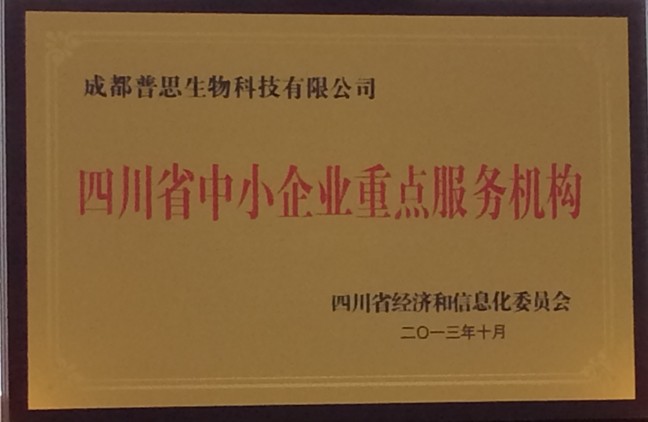 成都普思生物科技有限公司
四川省中小企业重点服务机构
四川省经济和信息化委员会
二〇一三年十月